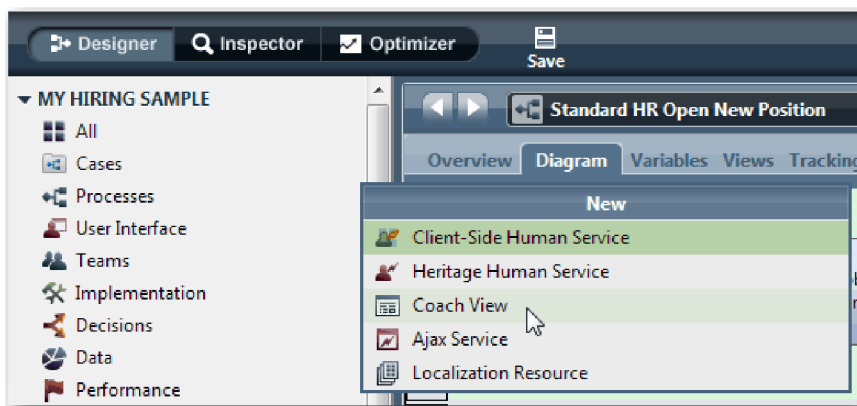 Designer Inspector Optimizer Save
MY HIRING SAMPLE
All
Cases
Processes
User Interface
Teams
Implementation
Decisions
Data
Performance
Standard HR Open New Position
Overview Diagram Variables Views Tracking
New
Client-Side Human Service
Heritage Human Service
Coach View
Ajax Service
Localization Resource